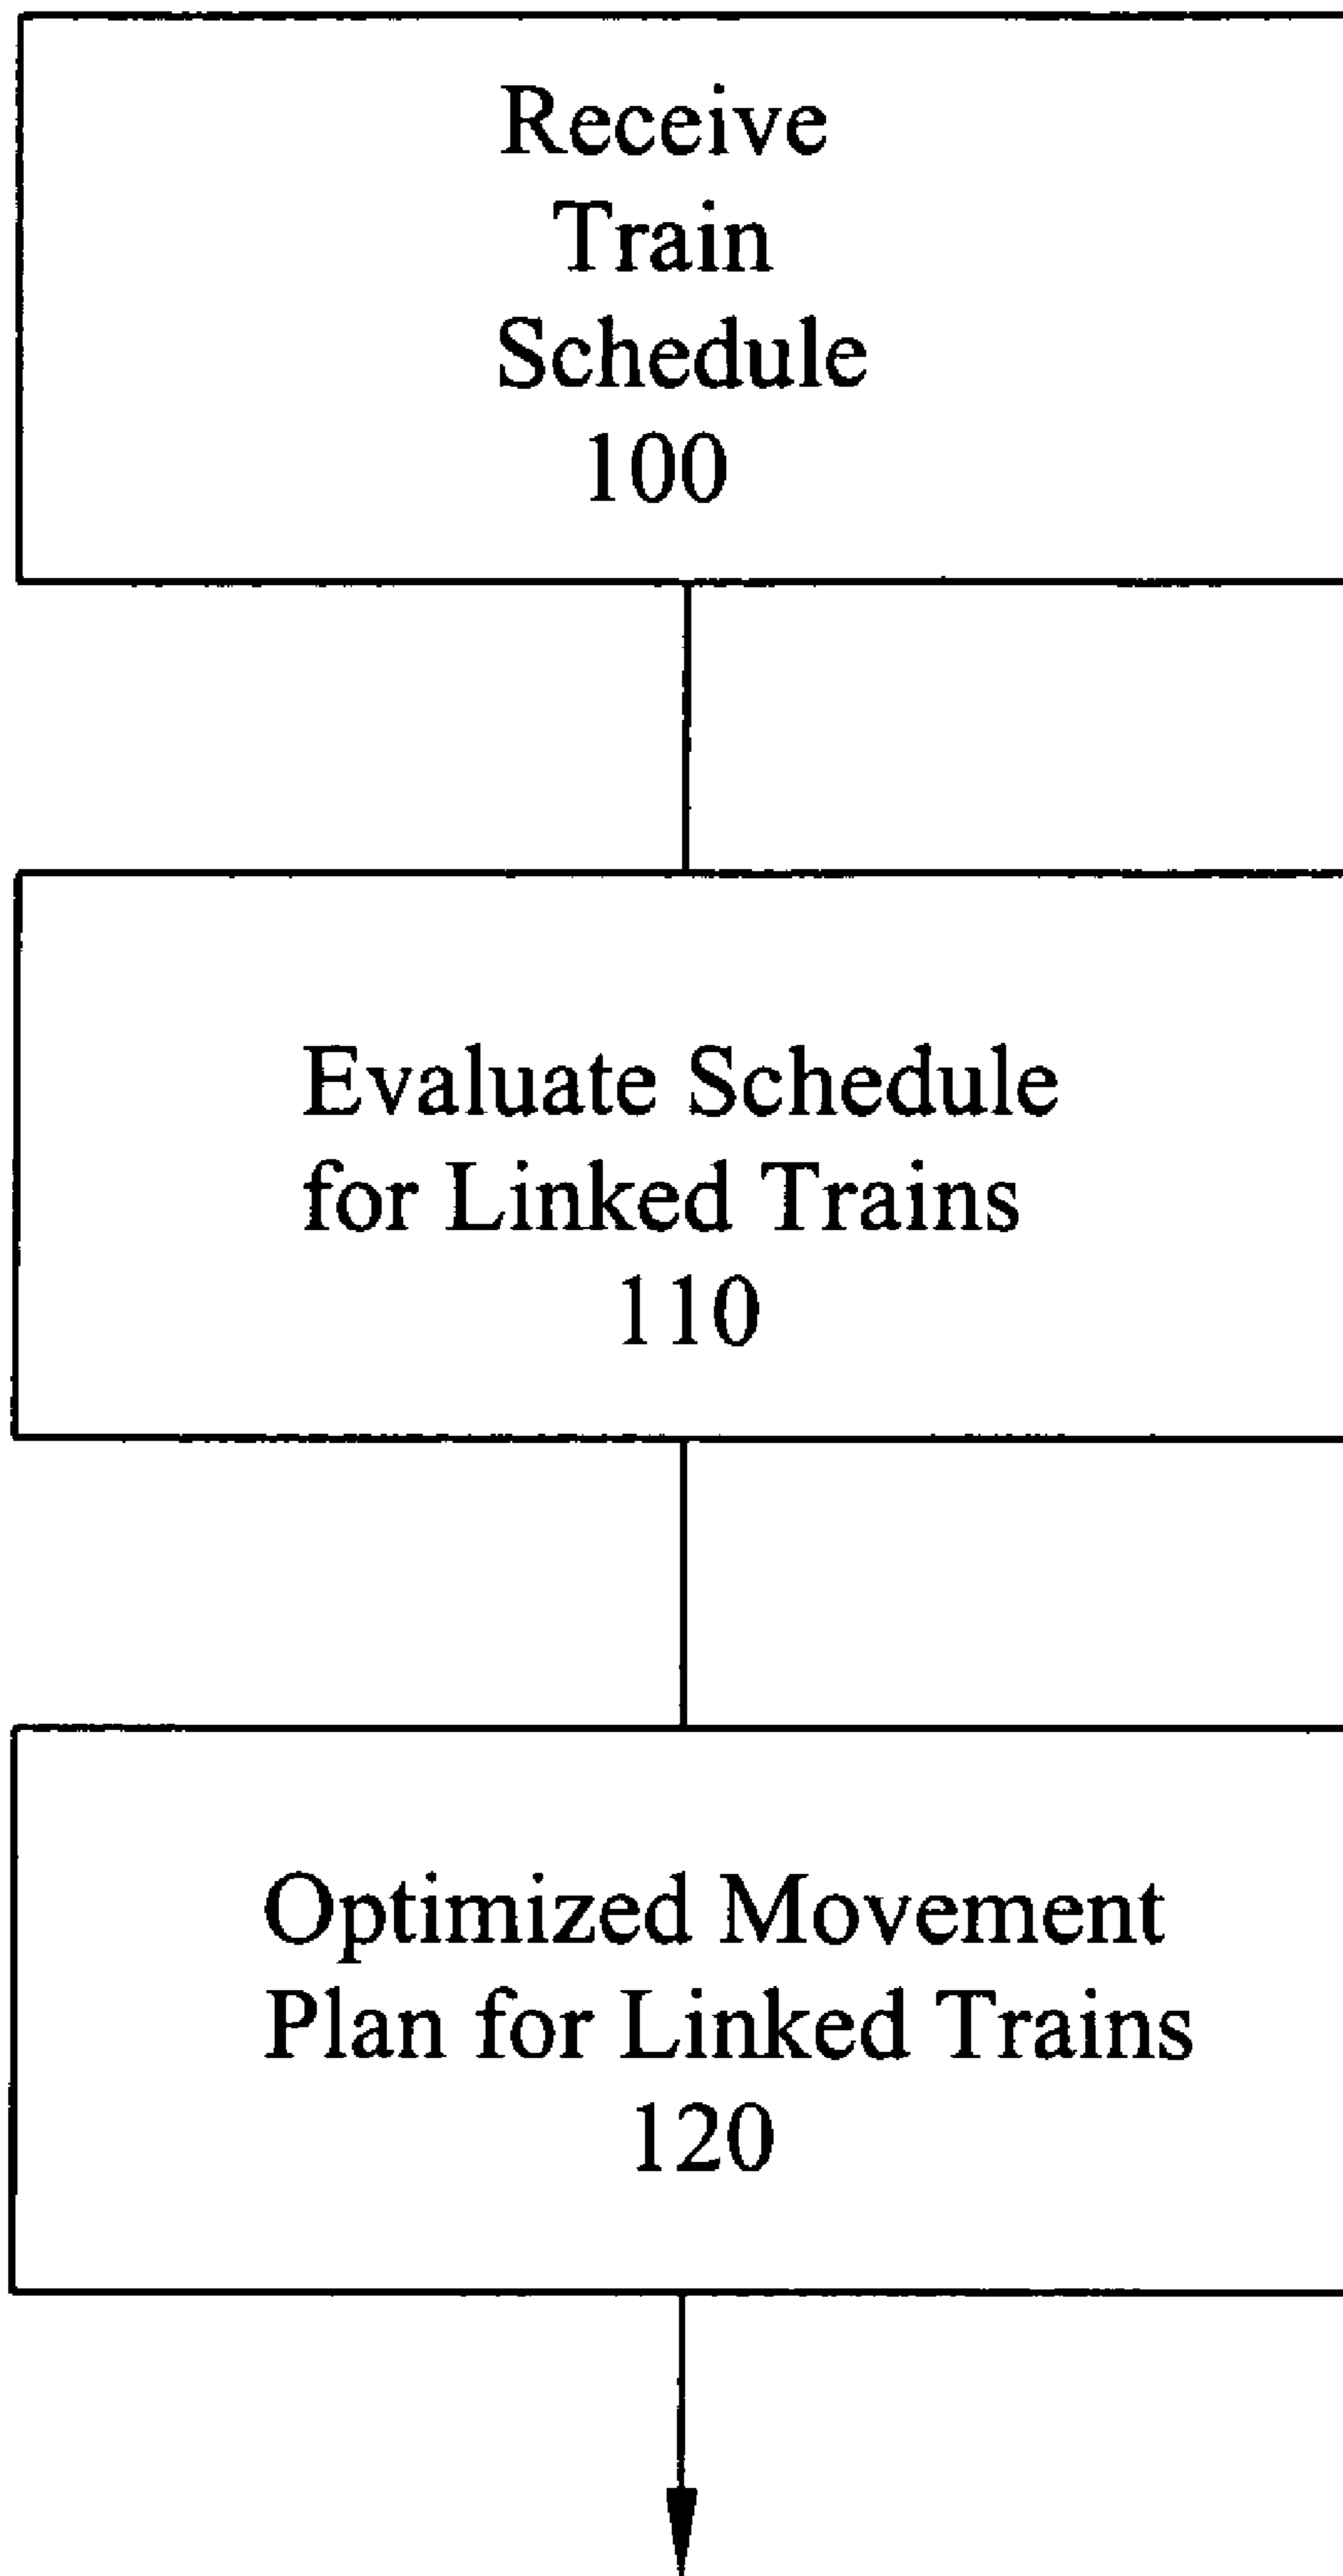 Receive
Train
Schedule
100
Evaluate Schedule
for Linked Trains
110
Optimized Movement
Plan for Linked Trains
120